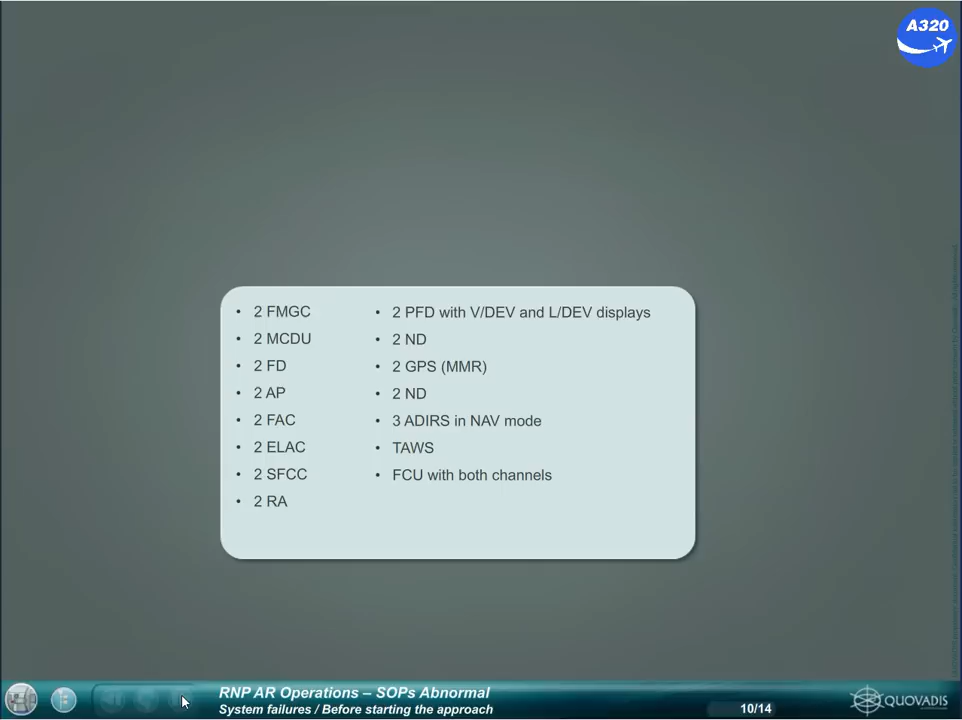 A320
• 2 FMGC
• 2 MCDU
• 2 FD
• 2 AP
• 2 FAC
• 2 ELAC
• 2 SFCC
• 2 RA
• 2 PFD with V/DEV and L/DEV displays
• 2 ND
• 2 GPS (MMR)
• 2 ND
• 3 ADIRS in NAV mode
• TAWS
• FCU with both channels
RNP AR Operations – SOPs Abnormal
System failures / Before starting the approach
10/14
QUOVADIS